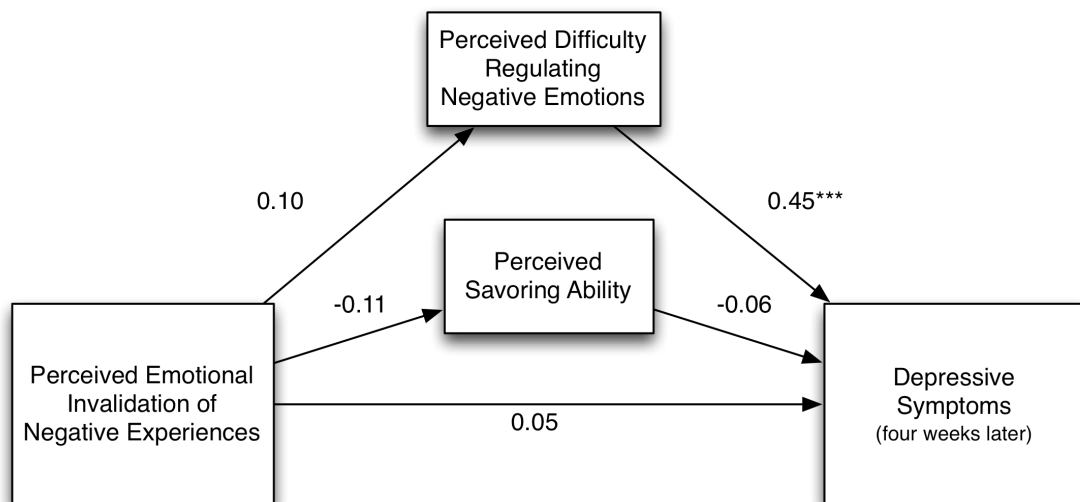 Perceived Difficulty
Regulating
Negative Emotions
0.10
0.45***
Perceived
Savoring Ability
-0.11
-0.06
Perceived Emotional
Invalidation of
Negative Experiences
0.05
Depressive
Symptoms
(four weeks later)